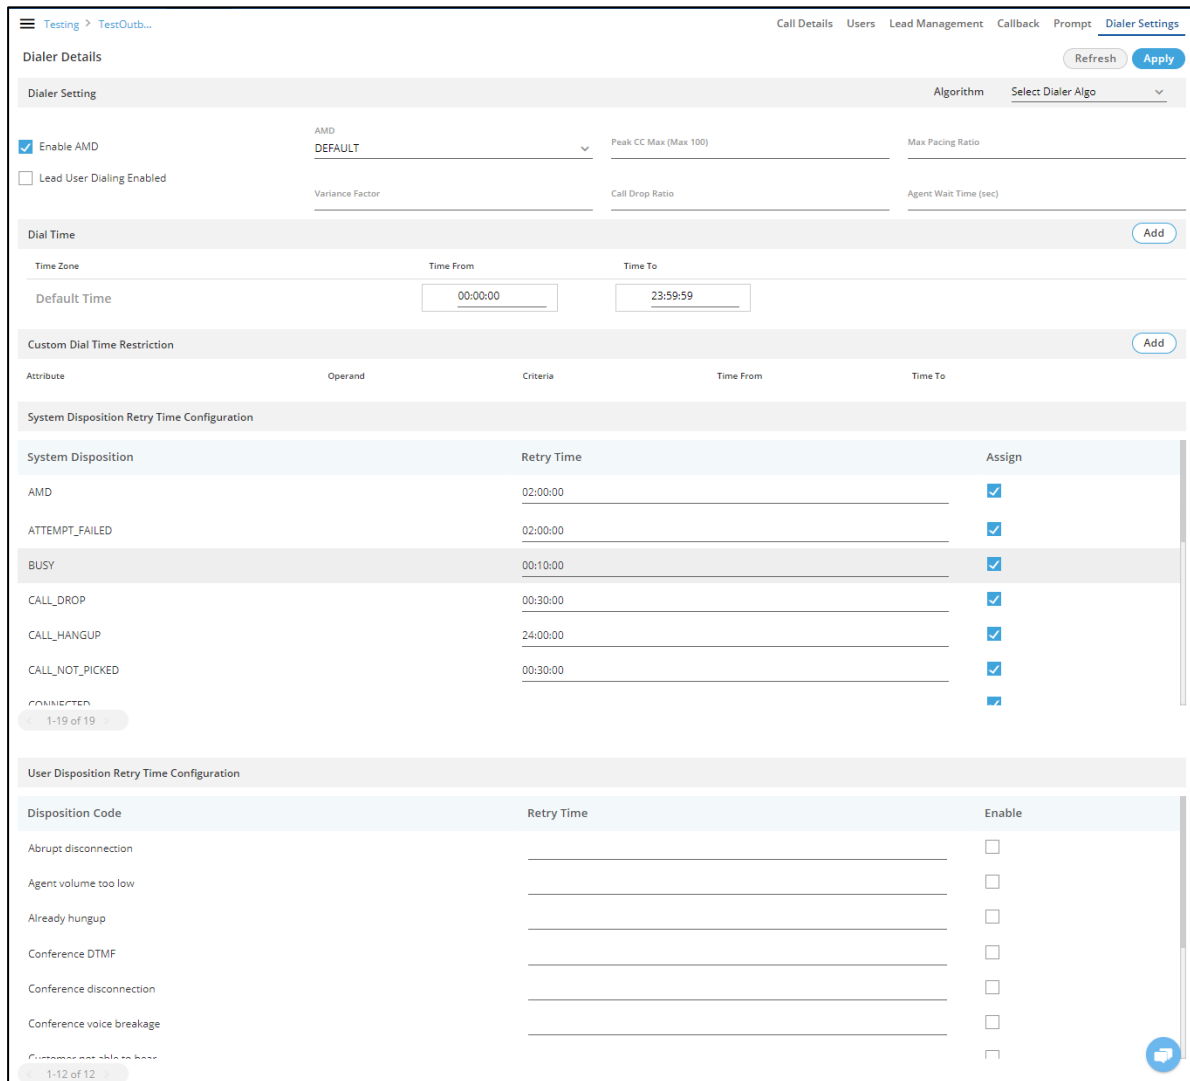 Testing > TestOutb... Call Details Users Lead Management Callback Prompt Dialer Settings
Dialer Details Refresh Apply
Dialer Setting Algorithm Select Dialer Algo
Enable AMD AMD DEFAULT Peak CC Max (Max 100) Max Pacing Ratio
Lead User Dialing Enabled
Variance Factor Call Drop Ratio Agent Wait Time (sec)
Dial Time Add
Time Zone Time From Time To
Default Time 00:00:00 23:59:59
Custom Dial Time Restriction Add
Attribute Operand Criteria Time From Time To
System Disposition Retry Time Configuration
System Disposition Retry Time Assign
AMD 02:00:00
ATTEMPT_FAILED 02:00:00
BUSY 00:10:00
CALL_DROP 00:30:00
CALL_HANGUP 24:00:00
CALL_NOT_PICKED 00:30:00
CONNECTED
< 1-19 of 19 >
User Disposition Retry Time Configuration
Disposition Code Retry Time Enable
Abrupt disconnection
Agent volume too low
Already hungup
Conference DTMF
Conference disconnection
Conference voice breakage
Customer not able to hear
< 1-12 of 12 >